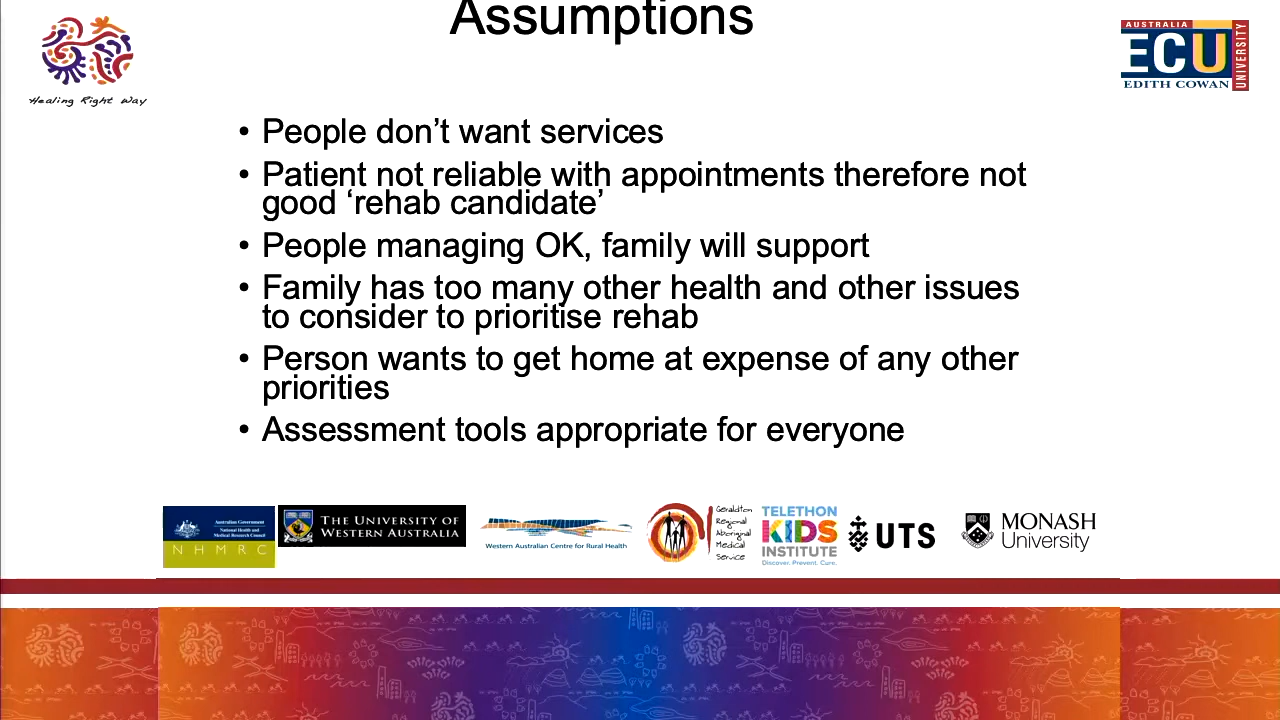 Assumptions
Healing Right Way
AUSTRALIA
ECU
EDITH COWAN
UNIVERSITY
• People don’t want services
• Patient not reliable with appointments therefore not
good ‘rehab candidate’
• People managing OK, family will support
• Family has too many other health and other issues
to consider to prioritise rehab
• Person wants to get home at expense of any other
priorities
• Assessment tools appropriate for everyone
Australian Government
National Health and
Medical Research Council
NHMRC
THE UNIVERSITY OF
WESTERN AUSTRALIA
Western Australian Centre for Rural Health
Geraldton
Regional
Aboriginal
Medical
Service
TELETHON
KIDS
INSTITUTE
Discover. Prevent. Cure.
UTS
MONASH
University